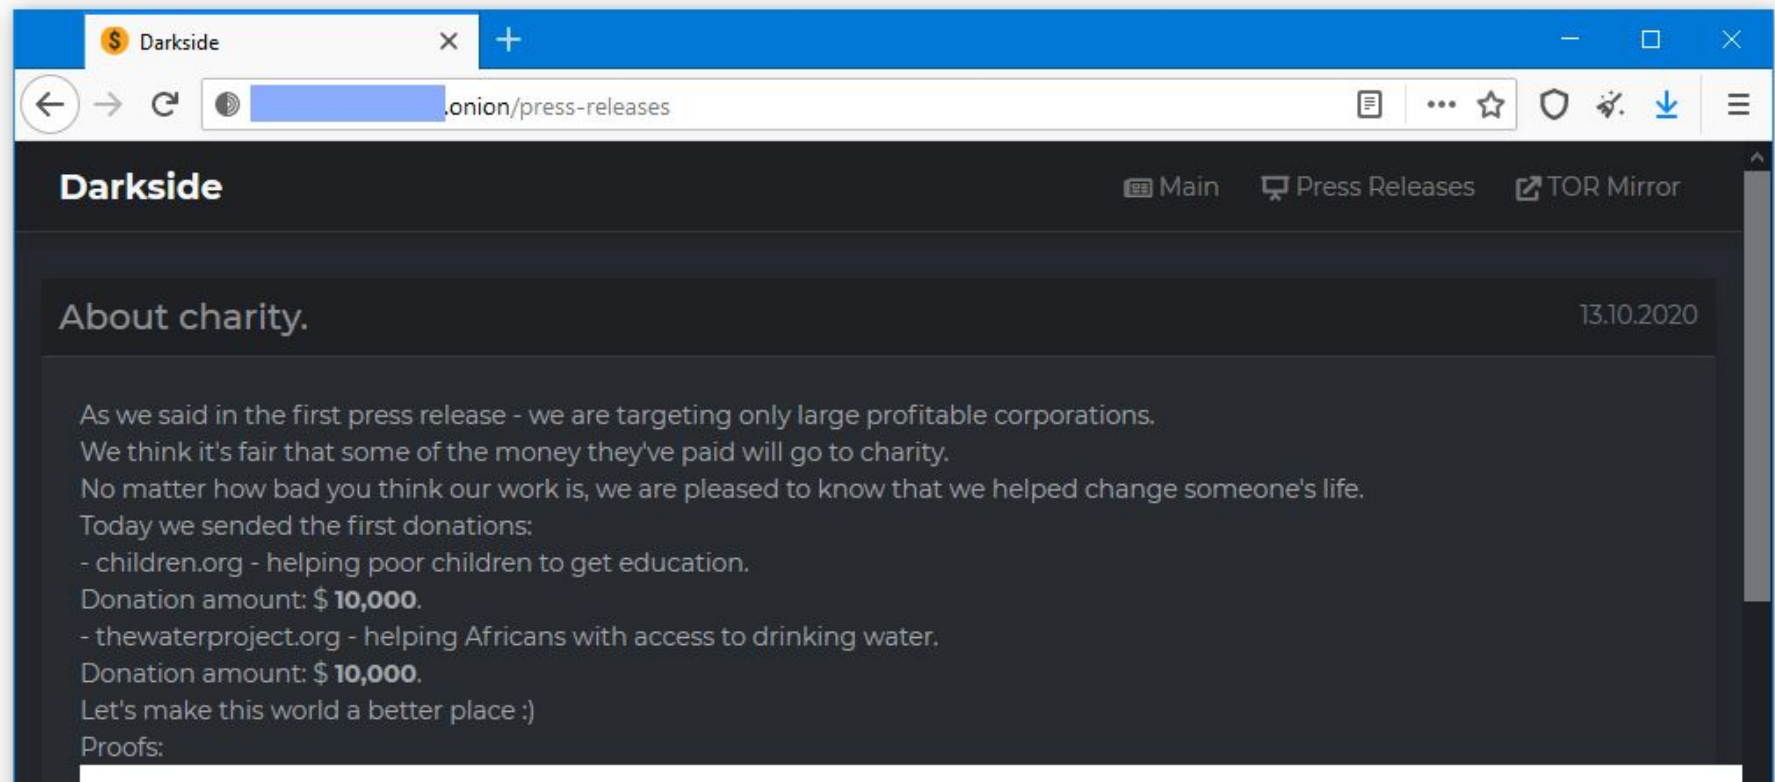 Darkside
.onion/press-releases
Darkside
Main
Press Releases
TOR Mirror
About charity.
13.10.2020
As we said in the first press release - we are targeting only large profitable corporations.
We think it's fair that some of the money they've paid will go to charity.
No matter how bad you think our work is, we are pleased to know that we helped change someone's life.
Today we sended the first donations:
- children.org - helping poor children to get education.
Donation amount: $ 10,000.
- thewaterproject.org - helping Africans with access to drinking water.
Donation amount: $ 10,000.
Let's make this world a better place :)
Proofs: